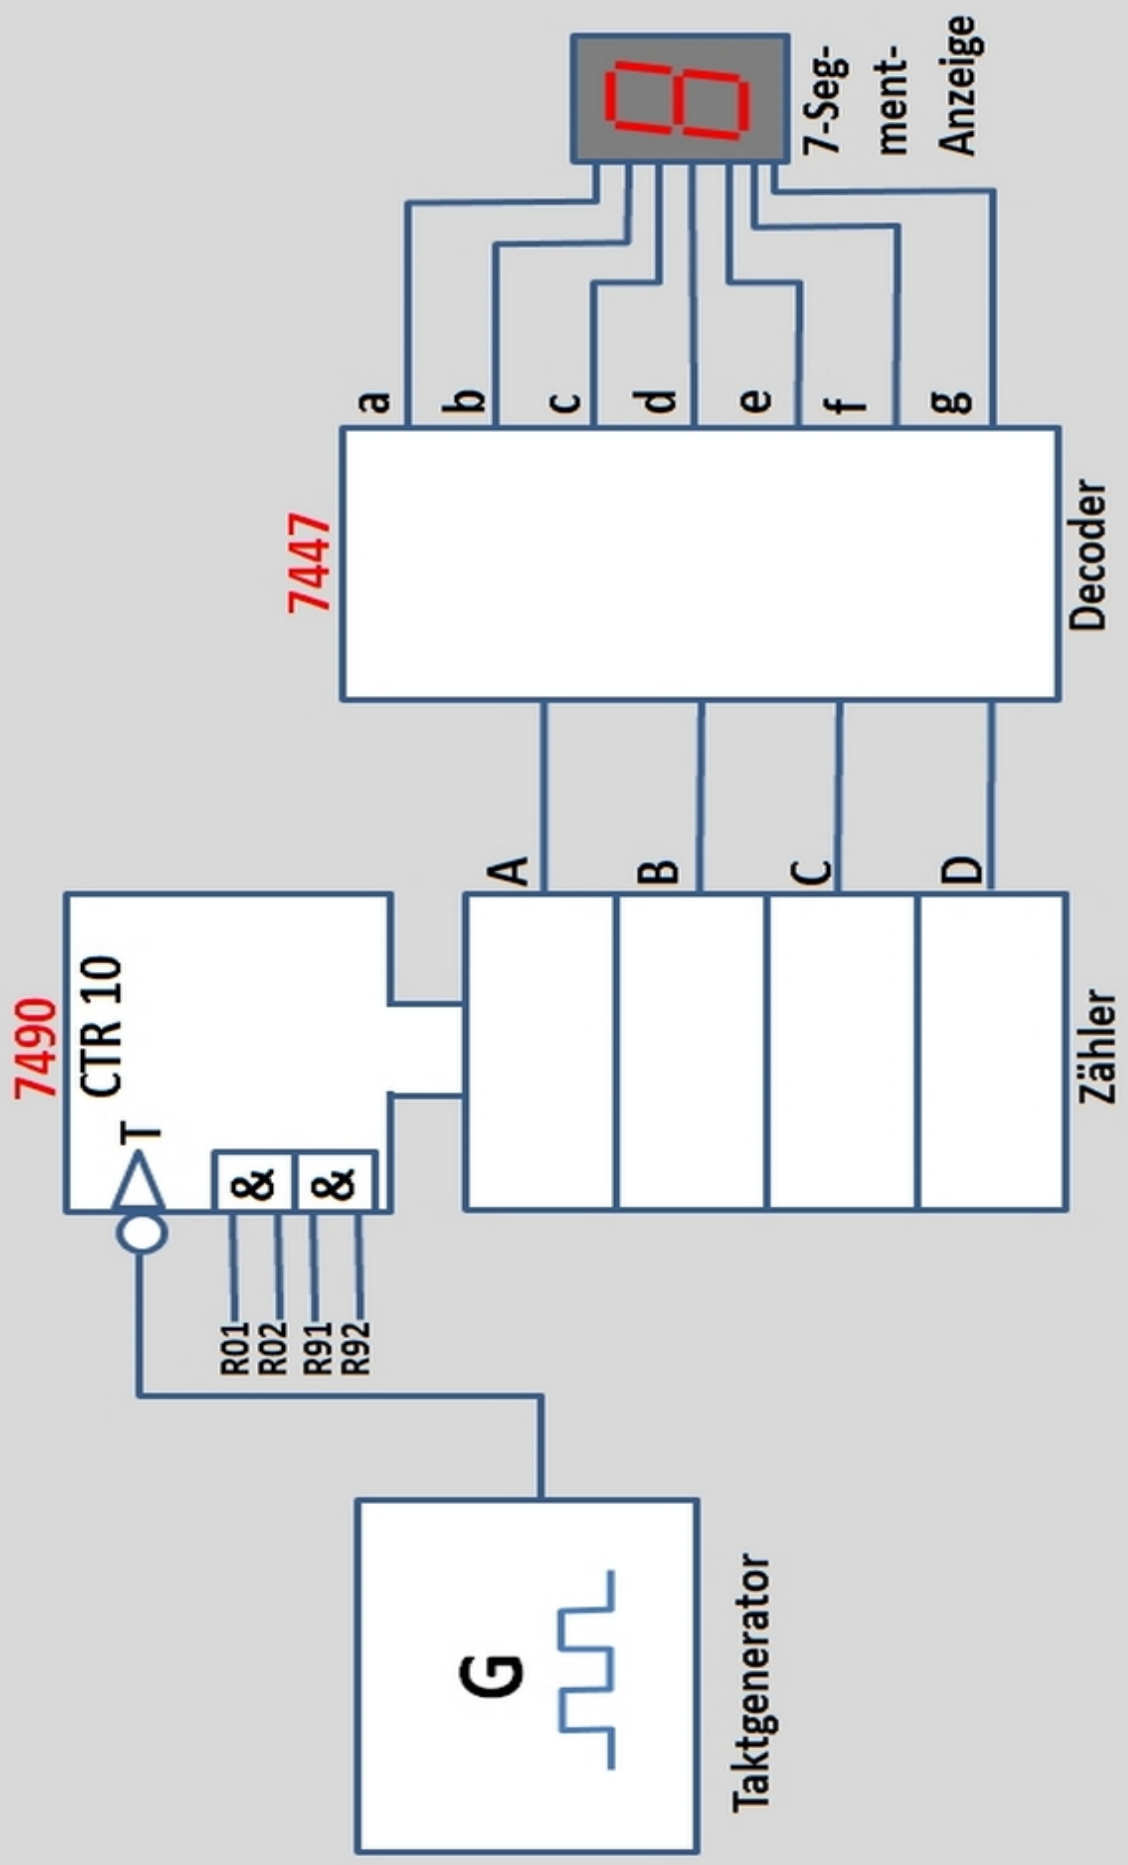 7490
CTR 10
T
&
&
R01
R02
R91
R92
G
Taktgenerator
A
B
C
D
Zähler
7447
a
b
c
d
e
f
g
Decoder
7-Seg-
ment-
Anzeige